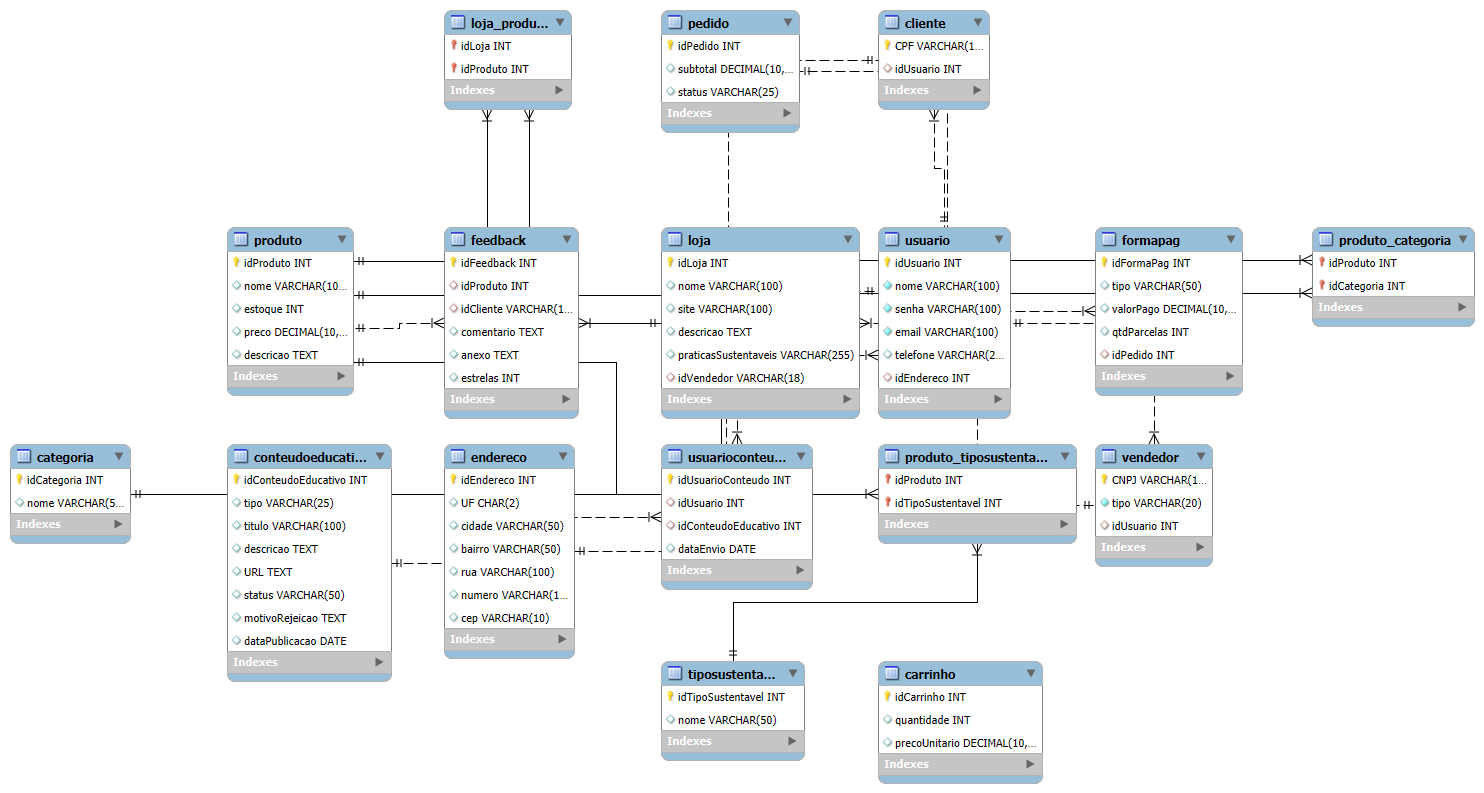 loja_produ...
idLoja INT
idProduto INT
Indexes
pedido
idPedido INT
subtotal DECIMAL(10,...
status VARCHAR(25)
Indexes
cliente
CPF VARCHAR(1...
idUsuario INT
Indexes
produto
idProduto INT
nome VARCHAR(10...
estoque INT
preco DECIMAL(10,...
descricao TEXT
Indexes
feedback
idFeedback INT
idProduto INT
idCliente VARCHAR(1...
comentario TEXT
anexo TEXT
estrelas INT
Indexes
loja
idLoja INT
nome VARCHAR(100)
site VARCHAR(100)
descricao TEXT
praticasSustentaveis VARCHAR(255)
idVendedor VARCHAR(18)
Indexes
usuario
idUsuario INT
nome VARCHAR(100)
senha VARCHAR(100)
email VARCHAR(100)
telefone VARCHAR(2...
idEndereco INT
Indexes
formapag
idFormaPag INT
tipo VARCHAR(50)
valorPago DECIMAL(10,...
qtdParcelas INT
idPedido INT
Indexes
produto_categoria
idProduto INT
idCategoria INT
Indexes
categoria
idCategoria INT
nome VARCHAR(5...
Indexes
conteudoeducati...
idConteudoEducativo INT
tipo VARCHAR(25)
titulo VARCHAR(100)
descricao TEXT
URL TEXT
status VARCHAR(50)
motivoRejeicao TEXT
dataPublicacao DATE
Indexes
endereco
idEndereco INT
UF CHAR(2)
cidade VARCHAR(50)
bairro VARCHAR(50)
rua VARCHAR(100)
numero VARCHAR(1...
cep VARCHAR(10)
Indexes
usuarioconteu...
idUsuarioConteudo INT
idUsuario INT
idConteudoEducativo INT
dataEnvio DATE
Indexes
produto_tiposustenta...
idProduto INT
idTipoSustentavel INT
Indexes
vendedor
CNPJ VARCHAR(1...
tipo VARCHAR(20)
idUsuario INT
Indexes
tiposustenta...
idTipoSustentavel INT
nome VARCHAR(50)
Indexes
carrinho
idCarrinho INT
quantidade INT
precoUnitario DECIMAL(10,...
Indexes